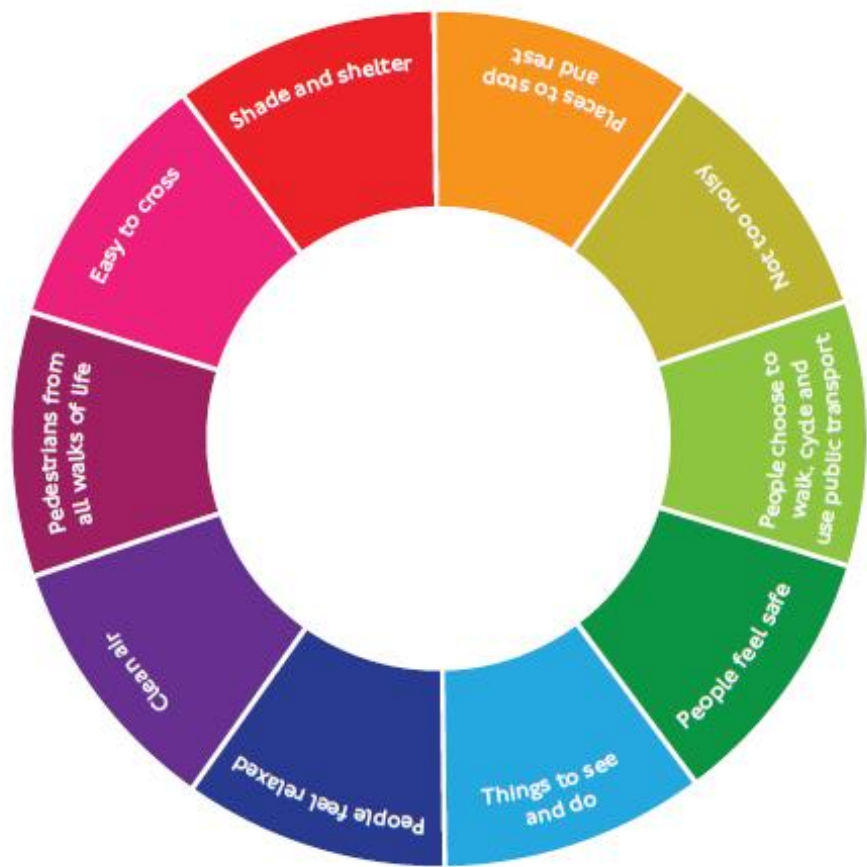 Shade and shelter
Places to stop
and rest
Not too noisy
People choose to
walk, cycle and
use public transport
People feel safe
Things to see
and do
People feel relaxed
Clean air
Pedestrians from
all walks of life
Easy to cross